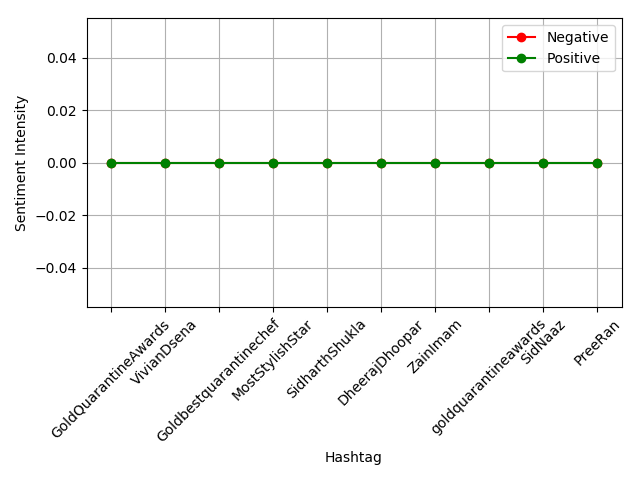 Negative
Positive
0.04
0.02
0.00
−0.02
−0.04
Sentiment Intensity
GoldQuarantineAwards
VivianDsena
Goldbestquarantinechef
MostStylishStar
SidharthShukla
DheerajDhoopar
ZainImam
goldquarantineawards
SidNaaz
PreeRan
Hashtag